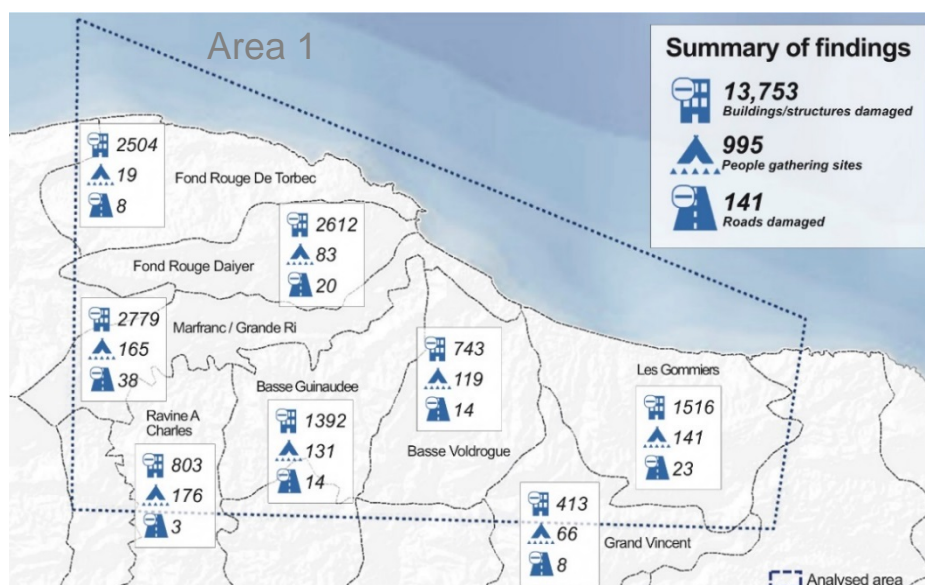 Area 1
Summary of findings
13,753
Buildings/structures damaged
995
People gathering sites
141
Roads damaged
2504
19
8
Fond Rouge De Torbec
2612
83
20
Fond Rouge Daiyer
2779
165
38
Marfranc / Grande Ri
743
119
14
Basse Voldrogue
Les Gommiers
1516
141
23
Basse Guinaudee
1392
131
14
Ravine A
Charles
803
176
3
413
66
8
Grand Vincent
Analysed area